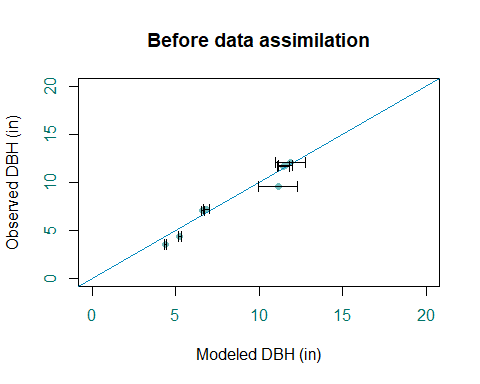 Before data assimilation
Observed DBH (in)
20
15
10
5
0
0 5 10 15 20
Modeled DBH (in)